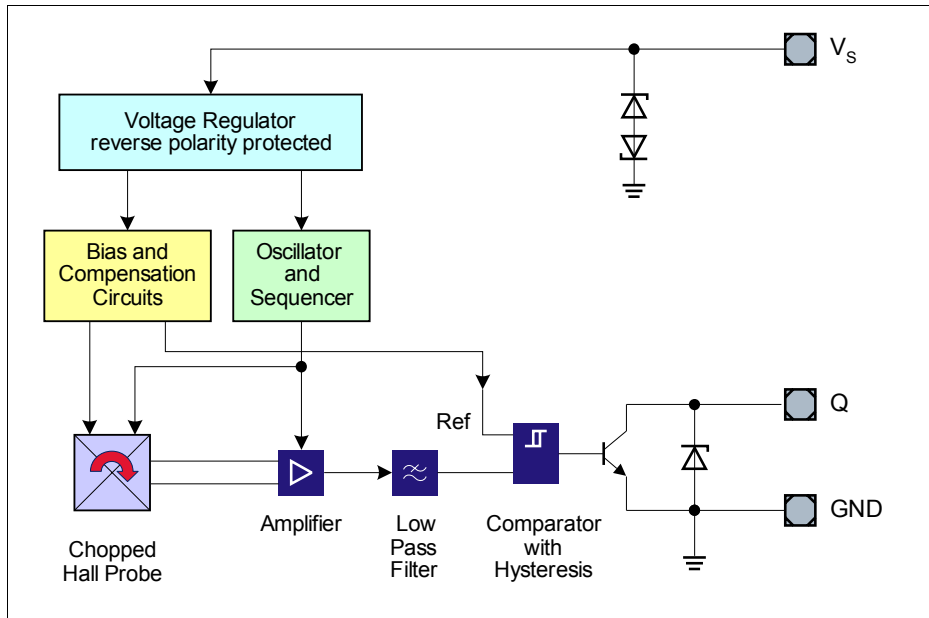 V_S
Voltage Regulator
reverse polarity protected
Bias and
Compensation
Circuits
Oscillator
and
Sequencer
Ref
Q
GND
Amplifier
Low
Pass
Filter
Comparator
with
Hysteresis
Chopped
Hall Probe